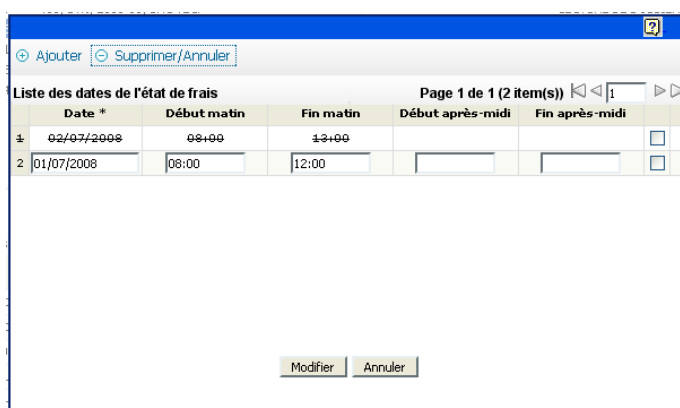 Ajouter Supprimer/Annuler
Liste des dates de l'état de frais Page 1 de 1 (2 item(s)) 1
Date * Début matin Fin matin Début après-midi Fin après-midi
1 02/07/2008 08:00 13:00
2 01/07/2008 08:00 12:00
Modifier Annuler